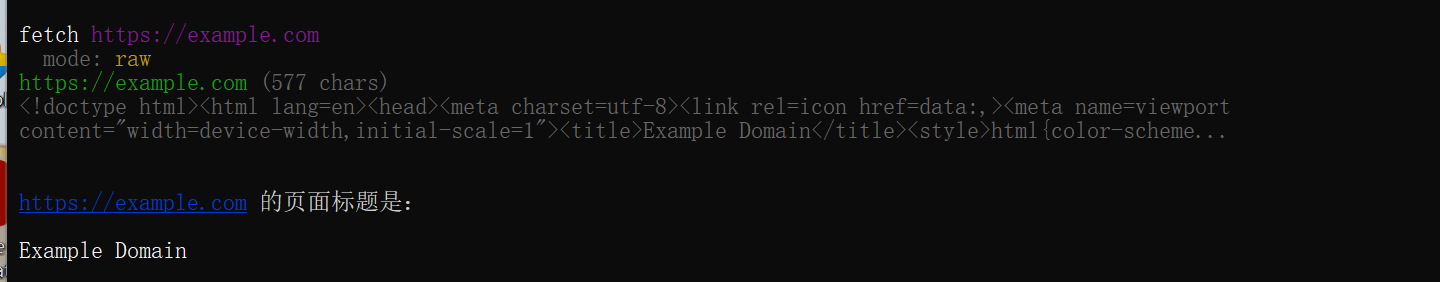 fetch https://example.com
mode: raw
https://example.com (577 chars)
<!doctype html><html lang=en><head><meta charset=utf-8><link rel=icon href=data:,><meta name=viewport
content="width=device-width,initial-scale=1"><title>Example Domain</title><style>html{color-scheme...
https://example.com 的页面标题是：
Example Domain